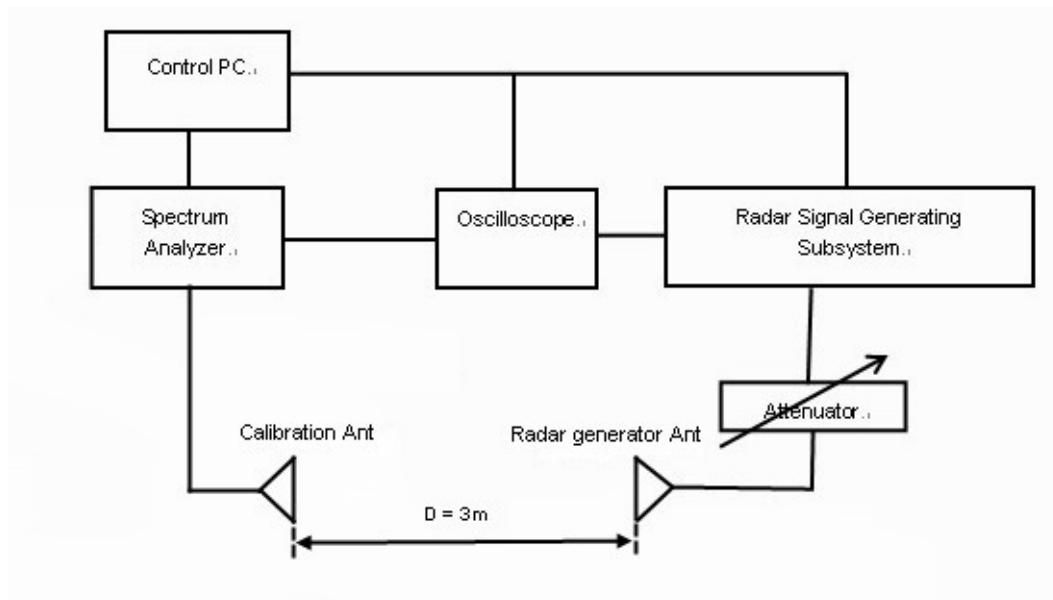 Control PC.
Spectrum
Analyzer.
Oscilloscope.
Radar Signal Generating
Subsystem.
Attenuator.
Calibration Ant
Radar generator Ant
D = 3m